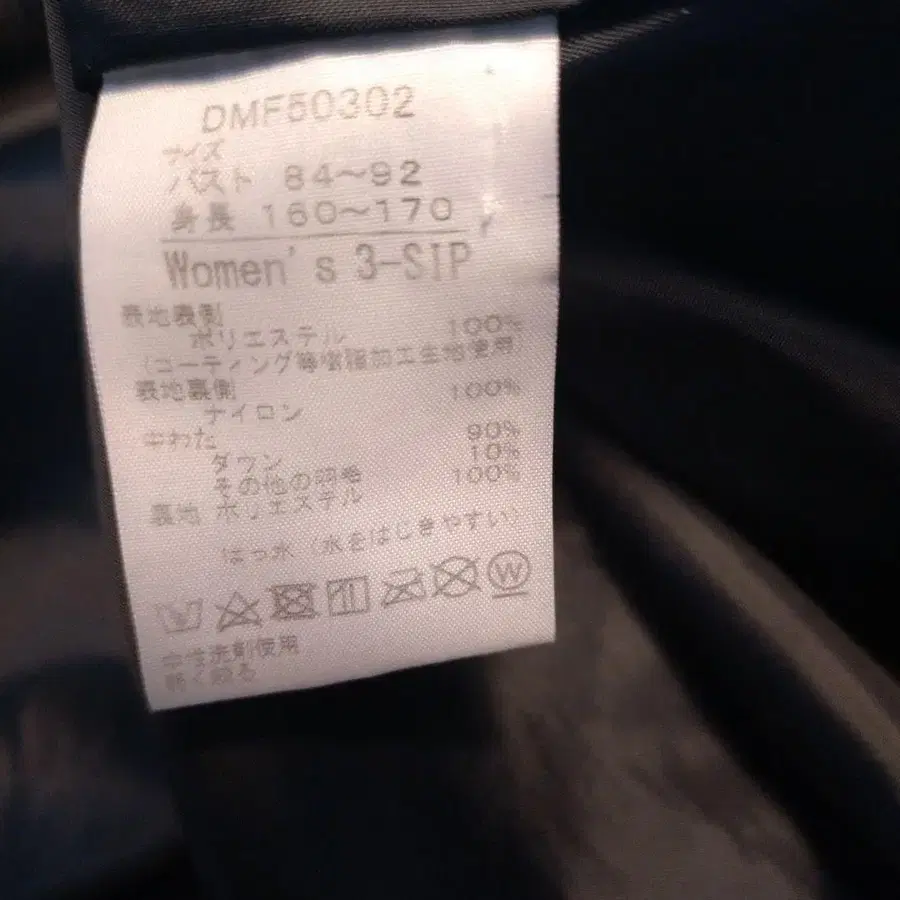 DMF50302
サイズ
バスト 84～92
身長 160～170
Women's 3-SIP
表地表側
ポリエステル 100%
(コーティング等樹脂加工生地使用)
表地裏側
ナイロン 100%
中わた
ダウン 90%
その他の羽毛 10%
裏地 ポリエステル 100%
はっ水 (水をはじきやすい)
W
中性洗剤使用
弱く絞る